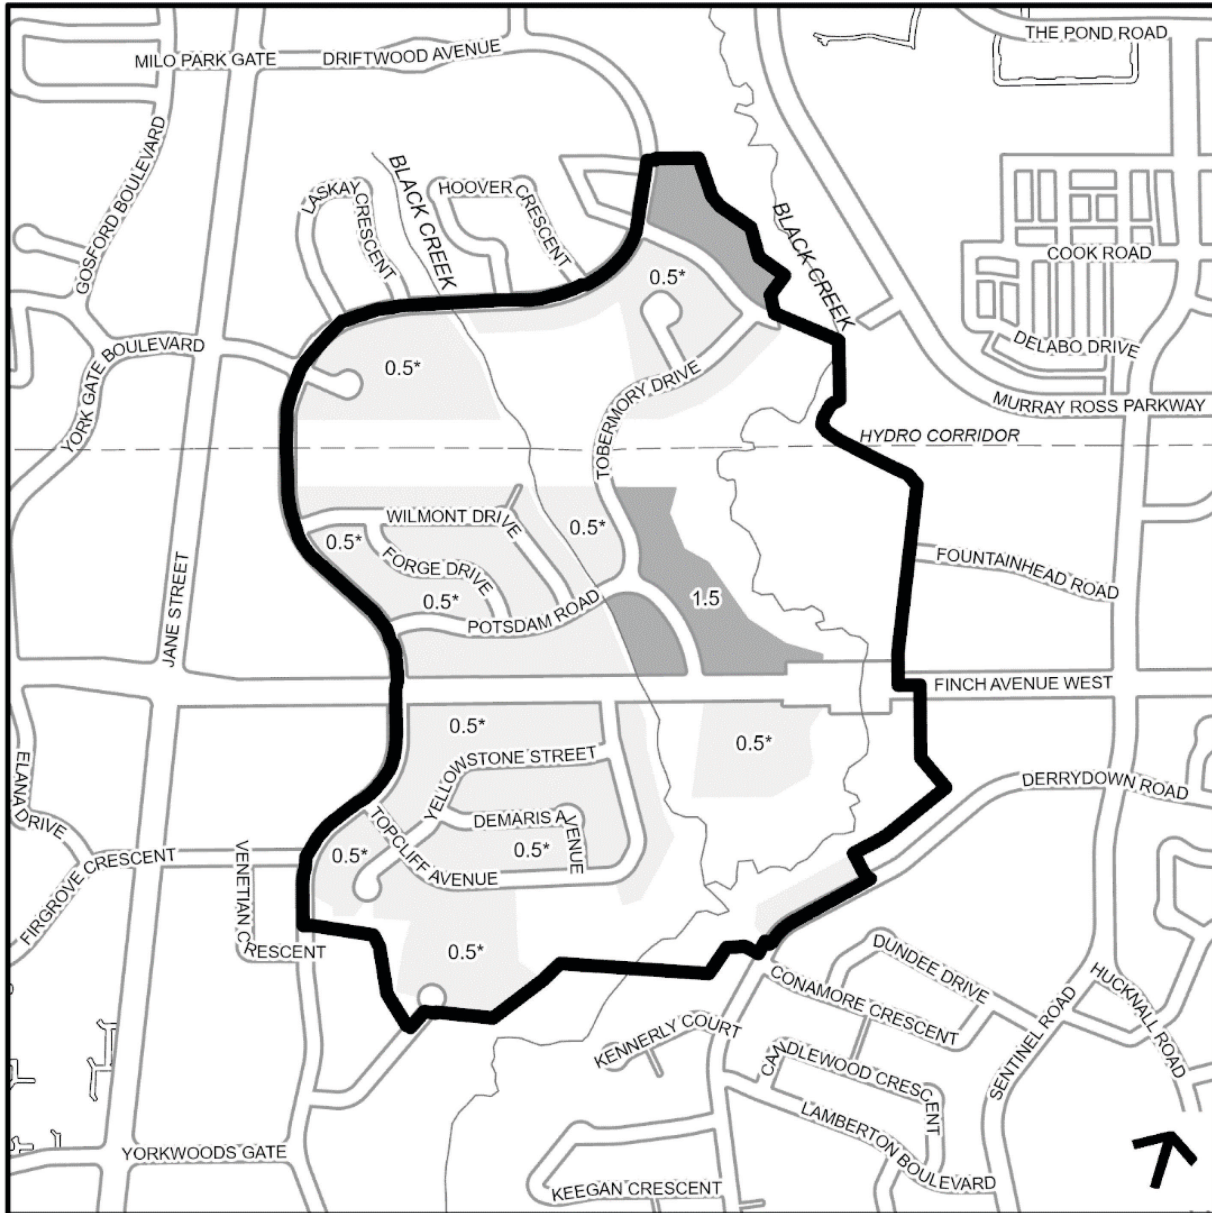 THE POND ROAD
MILO PARK GATE
DRIFTWOOD AVENUE
GOSFORD BOULEVARD
LASKAY CRESCENT
BLACK CREEK
HOOVER CRESCENT
BLACK CREEK
COOK ROAD
0.5*
YORK GATE BOULEVARD
0.5*
DELABO DRIVE
TOBERMORY DRIVE
MURRAY ROSS PARKWAY
HYDRO CORRIDOR
WILMONT DRIVE
0.5*
0.5*
FORGE DRIVE
FOUNTAINHEAD ROAD
0.5*
1.5
POTSDAM ROAD
JANE STREET
FINCH AVENUE WEST
0.5*
0.5*
YELLOWSTONE STREET
ELANA DRIVE
DERRYDOWN ROAD
DEMARIS AVENUE
TOPCLIFF AVENUE
0.5*
0.5*
FIRGROVE CRESCENT
VENETIAN CRESCENT
0.5*
DUNDEE DRIVE
CONAMORE CRESCENT
HUCKNALL ROAD
KENNERLY COURT
SENTINEL ROAD
CANDLEWOOD CRESCENT
LAMBERTON BOULEVARD
YORKWOODS GATE
KEEGAN CRESCENT